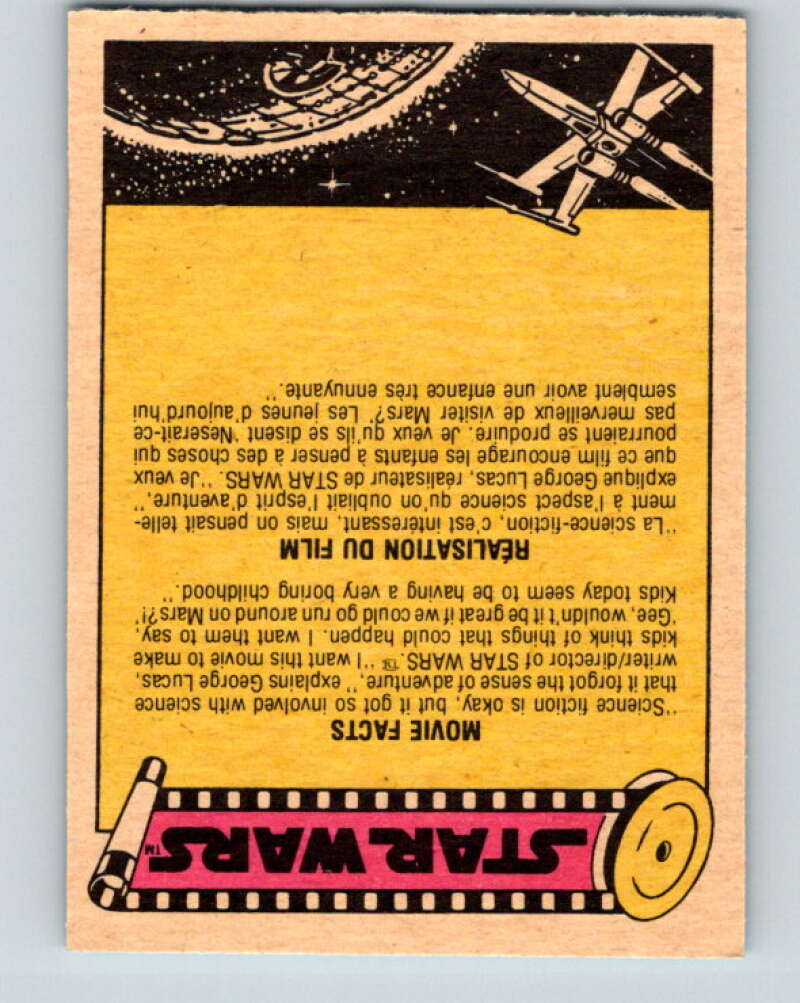 STAR WARS™
MOVIE FACTS
"Science fiction is okay, but it got so involved with science
that it forgot the sense of adventure," explains George Lucas,
writer/director of STAR WARS.™ "I want this movie to make
kids think of things that could happen. I want them to say,
'Gee, wouldn't it be great if we could go run around on Mars?!'
Kids today seem to be having a very boring childhood."
RÉALISATION DU FILM
"La science-fiction, c'est intéressant, mais on pensait telle-
ment à l'aspect science qu'on oubliait l'esprit d'aventure,"
explique George Lucas, réalisateur de STAR WARS. "Je veux
que ce film encourage les enfants à penser à des choses qui
pourraient se produire. Je veux qu'ils se disent 'Neserait-ce
pas merveilleux de visiter Mars?' Les jeunes d'aujourd'hui
semblent avoir une enfance très ennuyante."